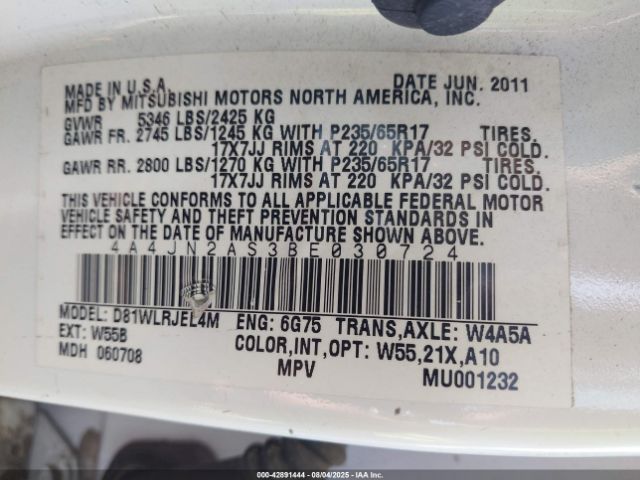 MADE IN U.S.A. DATE JUN. 2011
MFD BY MITSUBISHI MOTORS NORTH AMERICA, INC.
GVWR 5346 LBS/2425 KG
GAWR FR. 2745 LBS/1245 KG WITH P235/65R17 TIRES.
17X7JJ RIMS AT 220 KPA/32 PSI COLD.
GAWR RR. 2800 LBS/1270 KG WITH P235/65R17 TIRES.
17X7JJ RIMS AT 220 KPA/32 PSI COLD.
THIS VEHICLE CONFORMS TO ALL APPLICABLE FEDERAL MOTOR
VEHICLE SAFETY AND THEFT PREVENTION STANDARDS IN
EFFECT ON THE DATE OF MANUFACTURE SHOWN ABOVE.
4A4JN2AS3BE030724
MODEL: D81WLRJEL4M ENG: 6G75 TRANS,AXLE: W4A5A
EXT: W55B COLOR,INT,OPT: W55,21X,A10
MDH 060708 MPV MU001232
000-42891444 - 08/04/2025 - IAA Inc.